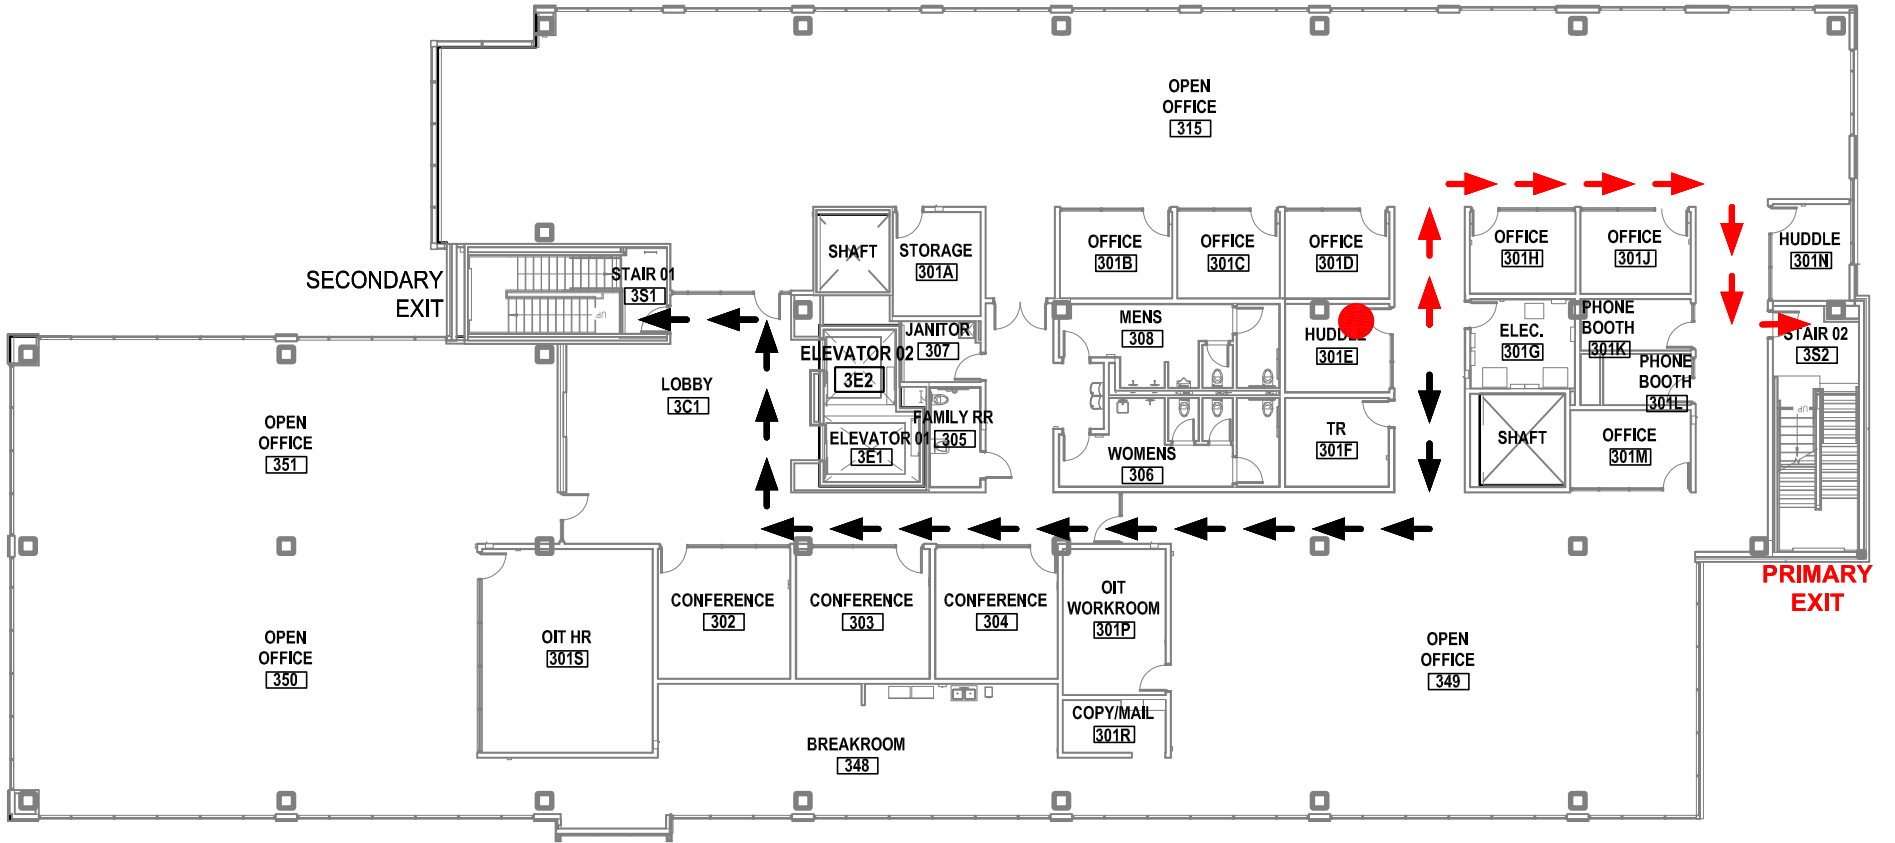 OPEN
OFFICE
315
SECONDARY
EXIT
STAIR 01
3S1
UP
SHAFT
STORAGE
301A
OFFICE
301B
OFFICE
301C
OFFICE
301D
OFFICE
301H
OFFICE
301J
HUDDLE
301N
ELEVATOR 02
3E2
JANITOR
307
MENS
308
HUDDLE
301E
ELEC.
301G
PHONE
BOOTH
301K
PHONE
BOOTH
301L
STAIR 02
3S2
UP
LOBBY
3C1
OPEN
OFFICE
351
ELEVATOR 01
3E1
FAMILY RR
305
WOMENS
306
TR
301F
SHAFT
OFFICE
301M
PRIMARY
EXIT
OPEN
OFFICE
350
OIT HR
301S
CONFERENCE
302
CONFERENCE
303
CONFERENCE
304
OIT
WORKROOM
301P
OPEN
OFFICE
349
COPY/MAIL
301R
BREAKROOM
348